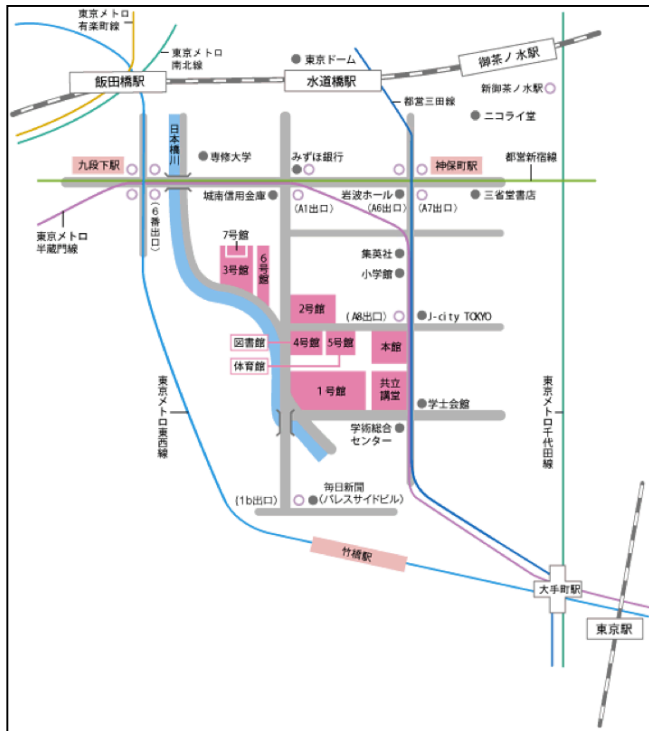 東京メトロ
有楽町線
東京メトロ
南北線
飯田橋駅
東京ドーム
水道橋駅
御茶ノ水駅
新御茶ノ水駅
都営三田線
ニコライ堂
日本橋川
専修大学
みずほ銀行
九段下駅
神保町駅
都営新宿線
城南信用金庫
岩波ホール
三省堂書店
(6番出口)
(A1出口)
(A6出口)
(A7出口)
東京メトロ
半蔵門線
7号館
3号館
6号館
集英社
小学館
2号館
(A8出口)
J-city TOKYO
図書館
4号館
5号館
本館
体育館
1号館
共立
講堂
学士会館
東京メトロ東西線
東京メトロ千代田線
学術総合
センター
毎日新聞
(パレスサイドビル)
(1b出口)
竹橋駅
大手町駅
東京駅